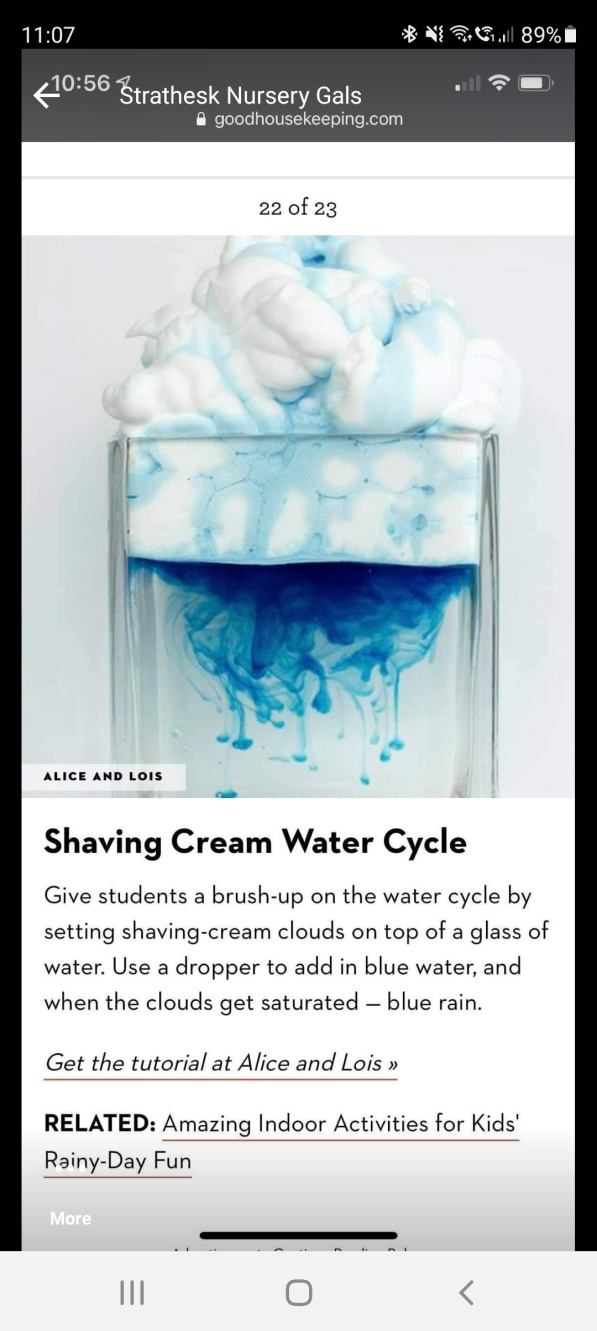 11:07
89%
10:56
Strathesk Nursery Gals
goodhousekeeping.com
22 of 23
ALICE AND LOIS
Shaving Cream Water Cycle
Give students a brush-up on the water cycle by
setting shaving-cream clouds on top of a glass of
water. Use a dropper to add in blue water, and
when the clouds get saturated — blue rain.
Get the tutorial at Alice and Lois »
RELATED: Amazing Indoor Activities for Kids'
Rainy-Day Fun
More